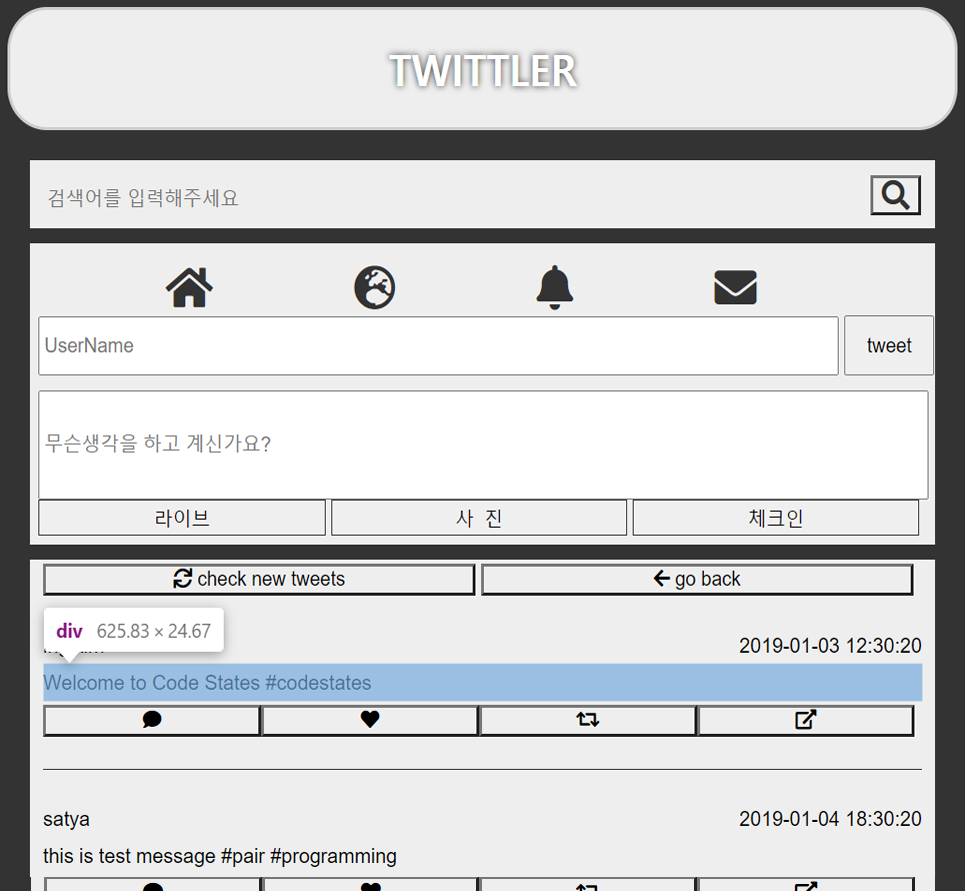 TWITTLER
검색어를 입력해주세요
UserName
tweet
무슨생각을 하고 계신가요?
라이브 사 진 체크인
check new tweets go back
div 625.83 × 24.67
2019-01-03 12:30:20
Welcome to Code States #codestates
satya 2019-01-04 18:30:20
this is test message #pair #programming